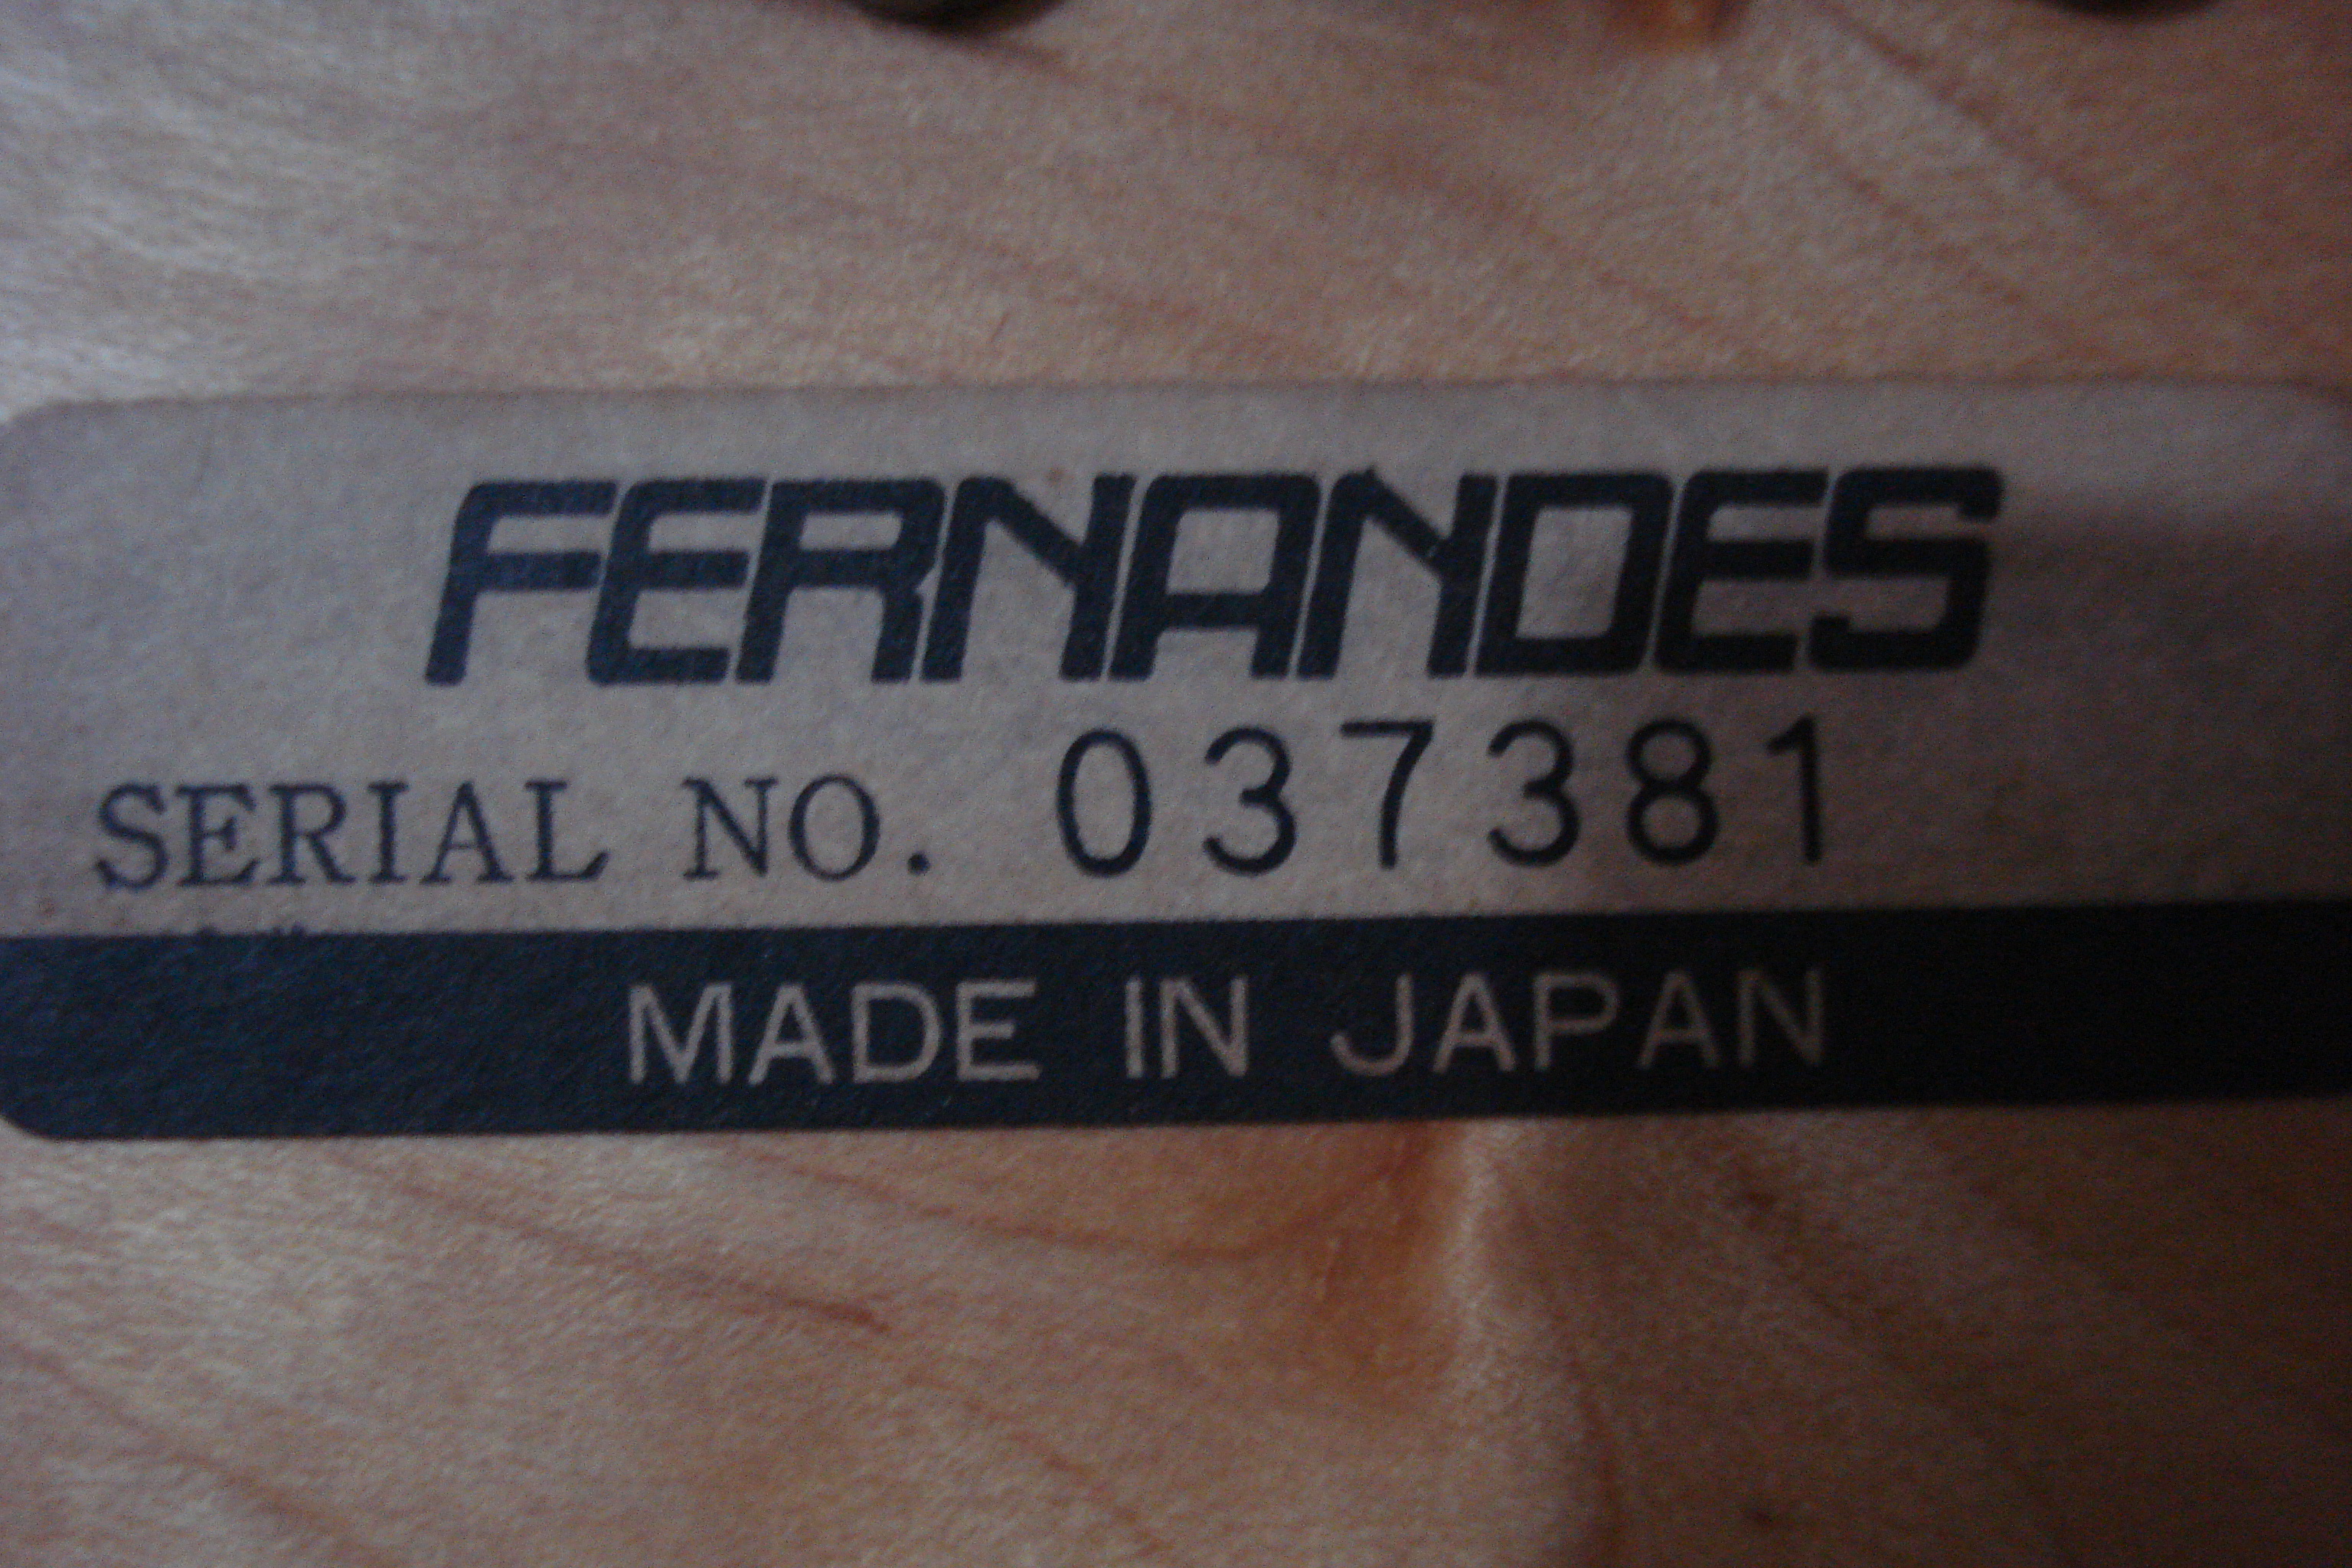 FERNANDES
SERIAL NO. 037381
MADE IN JAPAN